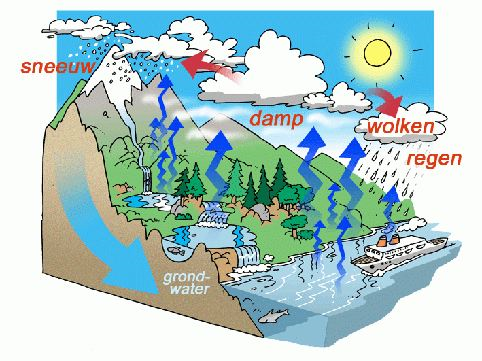 sneeuw
damp
wolken
regen
grond-
water